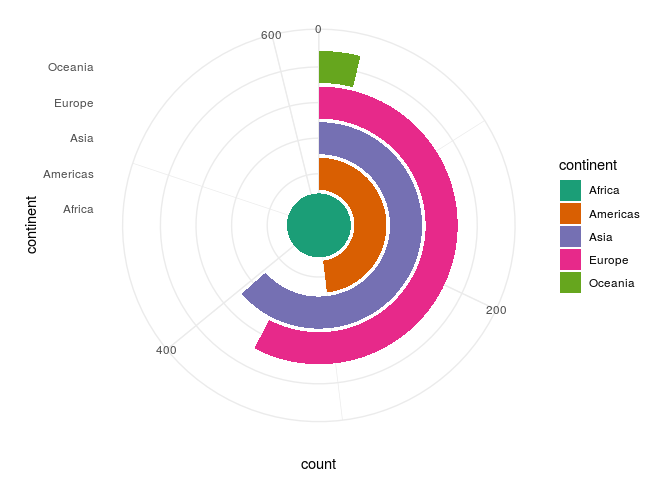 0
600
Oceania
Europe
Asia
Americas
Africa
continent
200
400
count
continent
Africa
Americas
Asia
Europe
Oceania